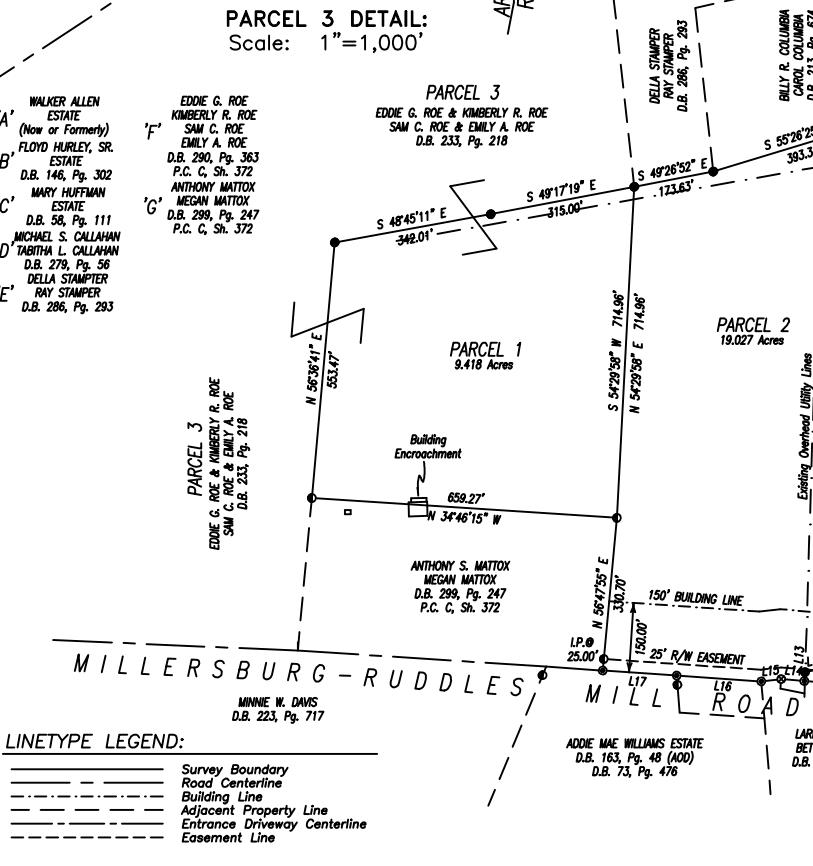 PARCEL 3 DETAIL:
Scale: 1"=1,000'
WALKER ALLEN
ESTATE
(Now or Formerly)
FLOYD HURLEY, SR.
ESTATE
D.B. 146, Pg. 302
MARY HUFFMAN
ESTATE
D.B. 58, Pg. 111
MICHAEL S. CALLAHAN
TABITHA L. CALLAHAN
D.B. 279, Pg. 56
DELLA STAMPTER
RAY STAMPER
D.B. 286, Pg. 293
'F'
EDDIE G. ROE
KIMBERLY R. ROE
SAM C. ROE
EMILY A. ROE
D.B. 290, Pg. 363
P.C. C, Sh. 372
'G'
ANTHONY MATTOX
MEGAN MATTOX
D.B. 299, Pg. 247
P.C. C, Sh. 372
PARCEL 3
EDDIE G. ROE & KIMBERLY R. ROE
SAM C. ROE & EMILY A. ROE
D.B. 233, Pg. 218
DELLA STAMPER
RAY STAMPER
D.B. 286, Pg. 293
BILLY R. COLUMBIA
CAROL COLUMBIA
D.B. 213, Pg. 674
S 48°45'11" E
342.01'
S 49°17'19" E
315.00'
S 49°26'52" E
173.63'
S 55°26'25
393.3
N 56°36'41" E
553.47'
PARCEL 1
9.418 Acres
S 54°29'58" W 714.96'
N 54°29'58" E 714.96'
PARCEL 2
19.027 Acres
Existing Overhead Utility Lines
PARCEL 3
EDDIE G. ROE & KIMBERLY R. ROE
SAM C. ROE & EMILY A. ROE
D.B. 233, Pg. 218
Building
Encroachment
659.27'
N 34°46'15" W
ANTHONY S. MATTOX
MEGAN MATTOX
D.B. 299, Pg. 247
P.C. C, Sh. 372
N 56°47'55" E
330.70'
150' BUILDING LINE
150.00'
I.P.@
25.00'
25' R/W EASEMENT
L13
L15
L14
L17
L16
MILLERSBURG-RUDDLES MILL ROAD
MINNIE W. DAVIS
D.B. 223, Pg. 717
ADDIE MAE WILLIAMS ESTATE
D.B. 163, Pg. 48 (AOD)
D.B. 73, Pg. 476
BET
D.B.
LINETYPE LEGEND:
Survey Boundary
Road Centerline
Building Line
Adjacent Property Line
Entrance Driveway Centerline
Easement Line